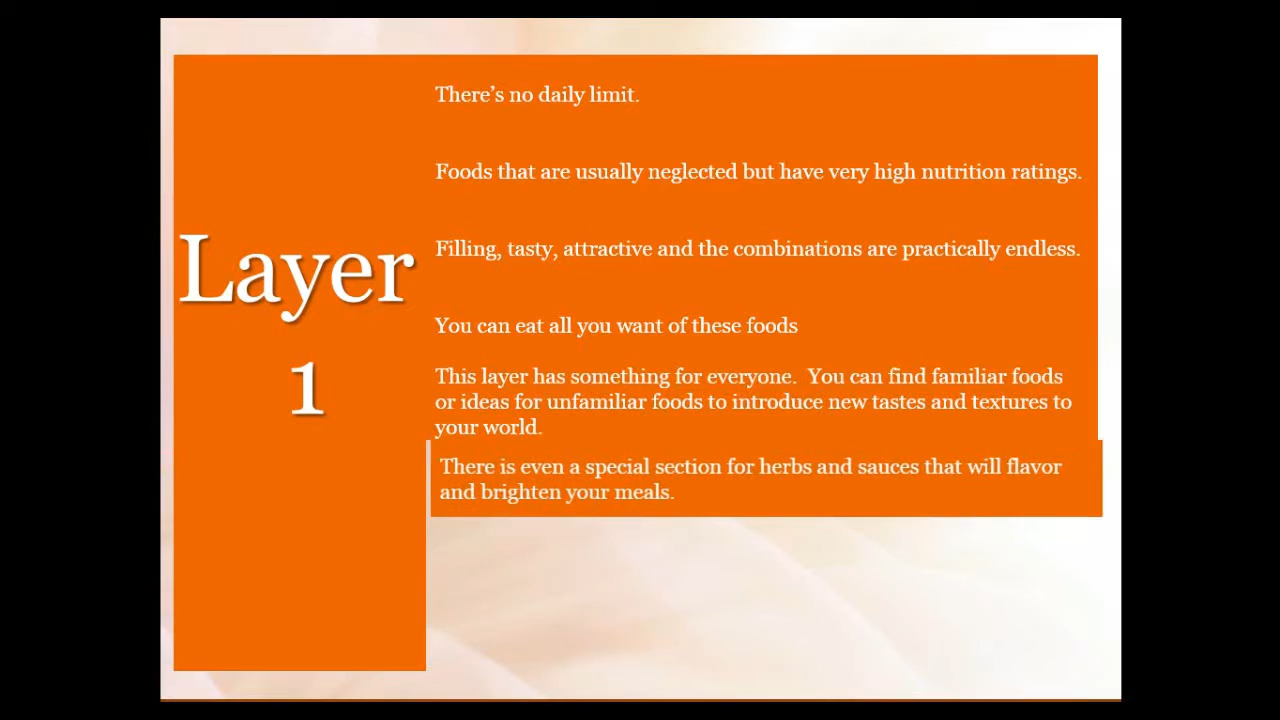 Layer
1
There’s no daily limit.
Foods that are usually neglected but have very high nutrition ratings.
Filling, tasty, attractive and the combinations are practically endless.
You can eat all you want of these foods
This layer has something for everyone.  You can find familiar foods
or ideas for unfamiliar foods to introduce new tastes and textures to
your world.
There is even a special section for herbs and sauces that will flavor
and brighten your meals.